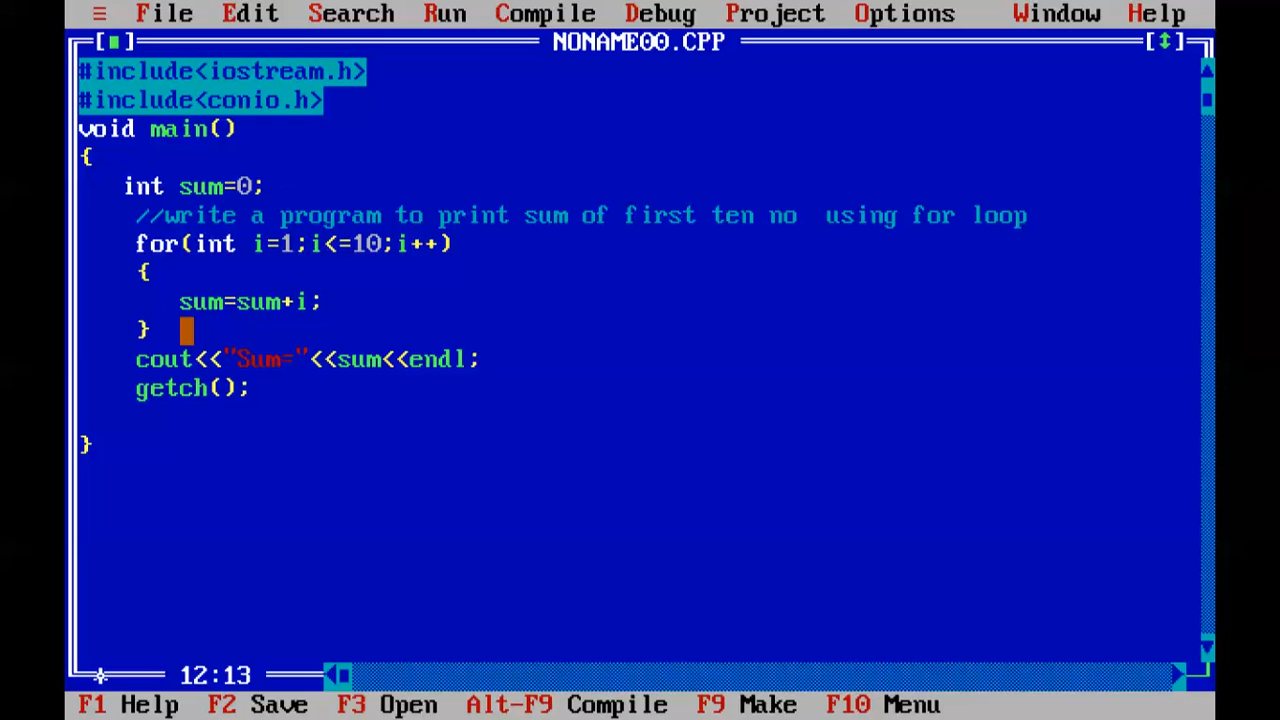 ≡ File Edit Search Run Compile Debug Project Options Window Help
[■] NONAME00.CPP [↕]
#include<iostream.h>
#include<conio.h>
void main()
{
int sum=0;
//write a program to print sum of first ten no  using for loop
for(int i=1;i<=10;i++)
{
sum=sum+i;
}
cout<<"Sum="<<sum<<endl;
getch();
}
12:13
F1 Help F2 Save F3 Open Alt-F9 Compile F9 Make F10 Menu